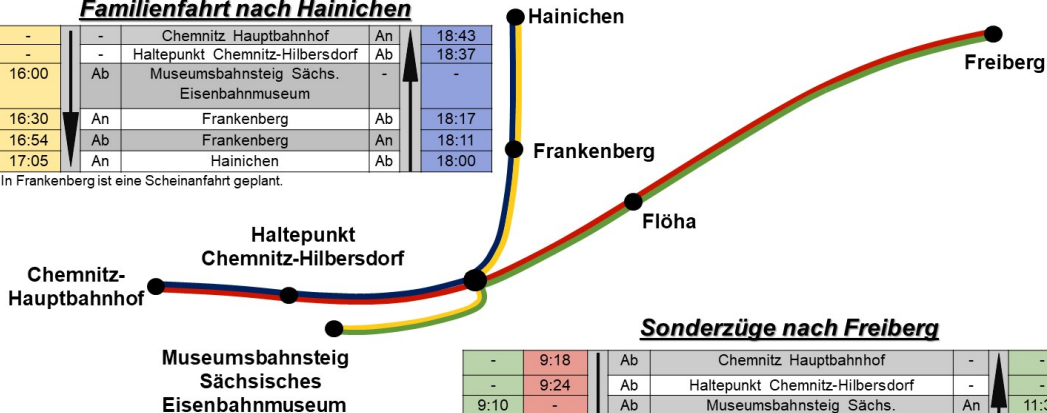 Familienfahrt nach Hainichen
- - Chemnitz Hauptbahnhof An 18:43
- - Haltepunkt Chemnitz-Hilbersdorf Ab 18:37
16:00 Ab Museumsbahnsteig Sächs. - -
Eisenbahnmuseum
16:30 An Frankenberg Ab 18:17
16:54 Ab Frankenberg An 18:11
17:05 An Hainichen Ab 18:00
In Frankenberg ist eine Scheinanfahrt geplant.
Hainichen
Freiberg
Frankenberg
Flöha
Haltepunkt
Chemnitz-Hilbersdorf
Chemnitz-
Hauptbahnhof
Museumsbahnsteig
Sächsisches
Eisenbahnmuseum
Sonderzüge nach Freiberg
- 9:18 Ab Chemnitz Hauptbahnhof - -
- 9:24 Ab Haltepunkt Chemnitz-Hilbersdorf - -
9:10 - Ab Museumsbahnsteig Sächs. An